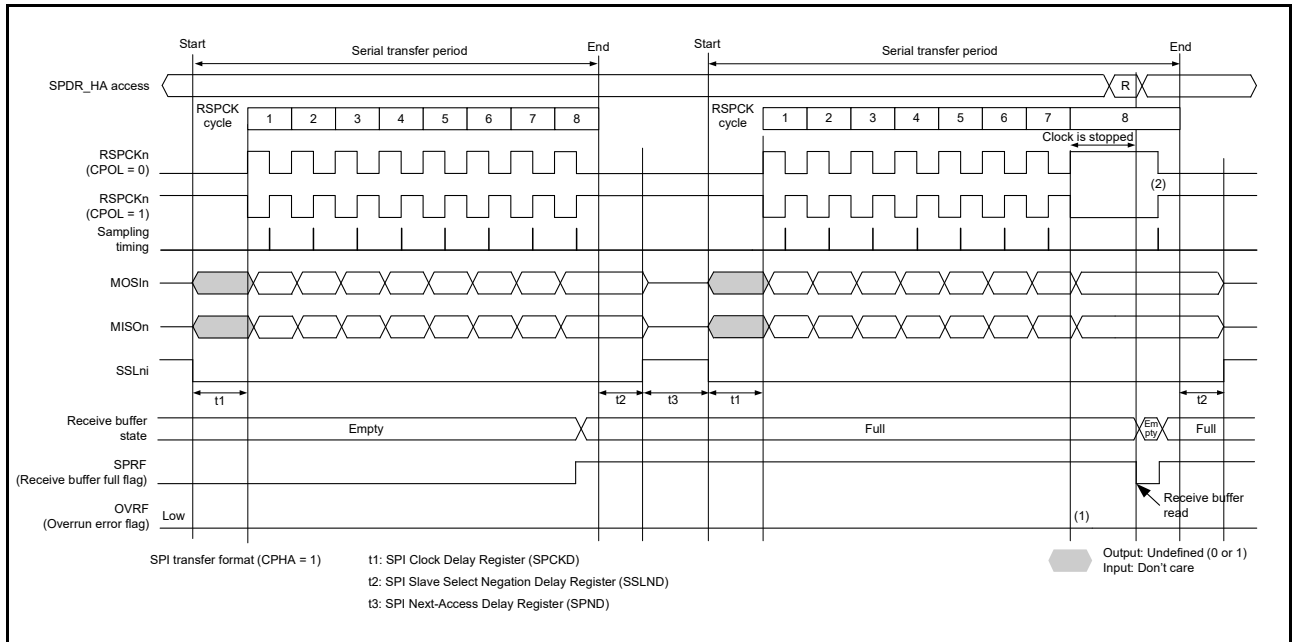 Start
Serial transfer period
End
Start
Serial transfer period
End
SPDR_HA access
R
RSPCK
cycle
1 2 3 4 5 6 7 8
RSPCK
cycle
1 2 3 4 5 6 7 8
Clock is stopped
RSPCKn
(CPOL = 0)
(2)
RSPCKn
(CPOL = 1)
Sampling
timing
MOSIn
MISOn
SSLni
t1
t2
t3
t1
t2
Receive buffer
state
Empty
Full
Em
pty
Full
SPRF
(Receive buffer full flag)
Receive buffer
read
OVRF
(Overrun error flag)
Low
(1)
SPI transfer format (CPHA = 1)
t1: SPI Clock Delay Register (SPCKD)
t2: SPI Slave Select Negation Delay Register (SSLND)
t3: SPI Next-Access Delay Register (SPND)
Output: Undefined (0 or 1)
Input: Don't care